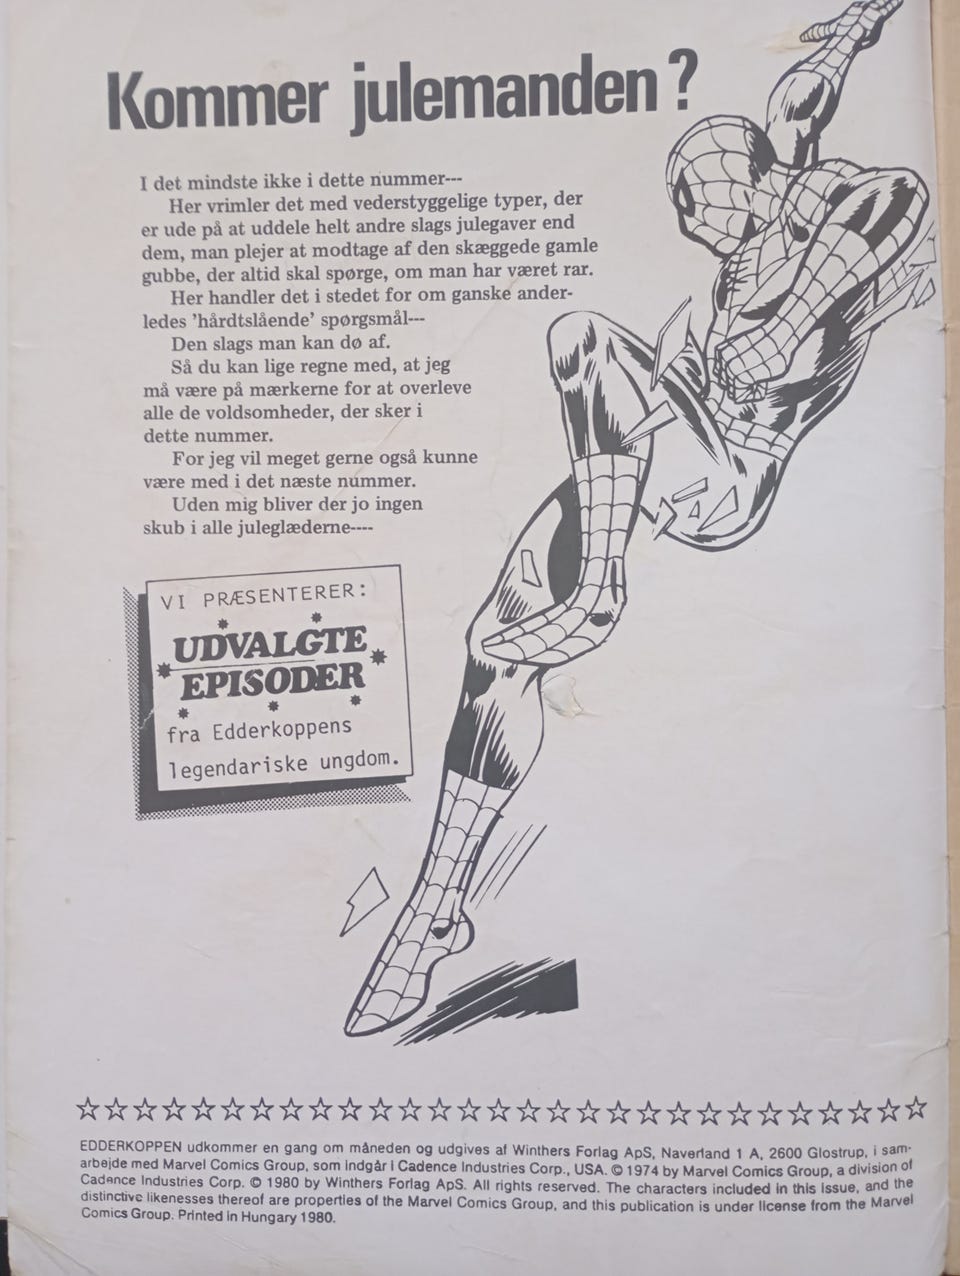 Kommer julemanden?
I det mindste ikke i dette nummer---
Her vrimler det med vederstyggelige typer, der
er ude på at uddele helt andre slags julegaver end
dem, man plejer at modtage af den skæggede gamle
gubbe, der altid skal spørge, om man har været rar.
Her handler det i stedet for om ganske ander-
ledes 'hårdtslående' spørgsmål---
Den slags man kan dø af.
Så du kan lige regne med, at jeg
må være på mærkerne for at overleve
alle de voldsomheder, der sker i
dette nummer.
For jeg vil meget gerne også kunne
være med i det næste nummer.
Uden mig bliver der jo ingen
skub i alle juleglæderne----
VI PRÆSENTERER:
UDVALGTE
EPISODER
fra Edderkoppens
legendariske ungdom.
EDDERKOPPEN udkommer en gang om måneden og udgives af Winthers Forlag ApS, Naverland 1 A, 2600 Glostrup, i sam-
arbejde med Marvel Comics Group, som indgår i Cadence Industries Corp., USA. © 1974 by Marvel Comics Group, a division of
Cadence Industries Corp. © 1980 by Winthers Forlag ApS. All rights reserved. The characters included in this issue, and the
distinctive likenesses thereof are properties of the Marvel Comics Group, and this publication is under license from the Marvel
Comics Group. Printed in Hungary 1980.